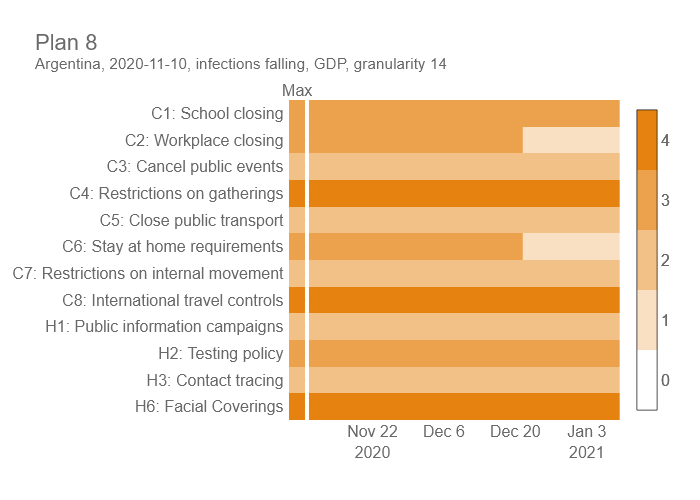 Plan 8
Argentina, 2020-11-10, infections falling, GDP, granularity 14
Max
C1: School closing
C2: Workplace closing
C3: Cancel public events
C4: Restrictions on gatherings
C5: Close public transport
C6: Stay at home requirements
C7: Restrictions on internal movement
C8: International travel controls
H1: Public information campaigns
H2: Testing policy
H3: Contact tracing
H6: Facial Coverings
Nov 22 Dec 6 Dec 20 Jan 3
2020 2021
4
3
2
1
0